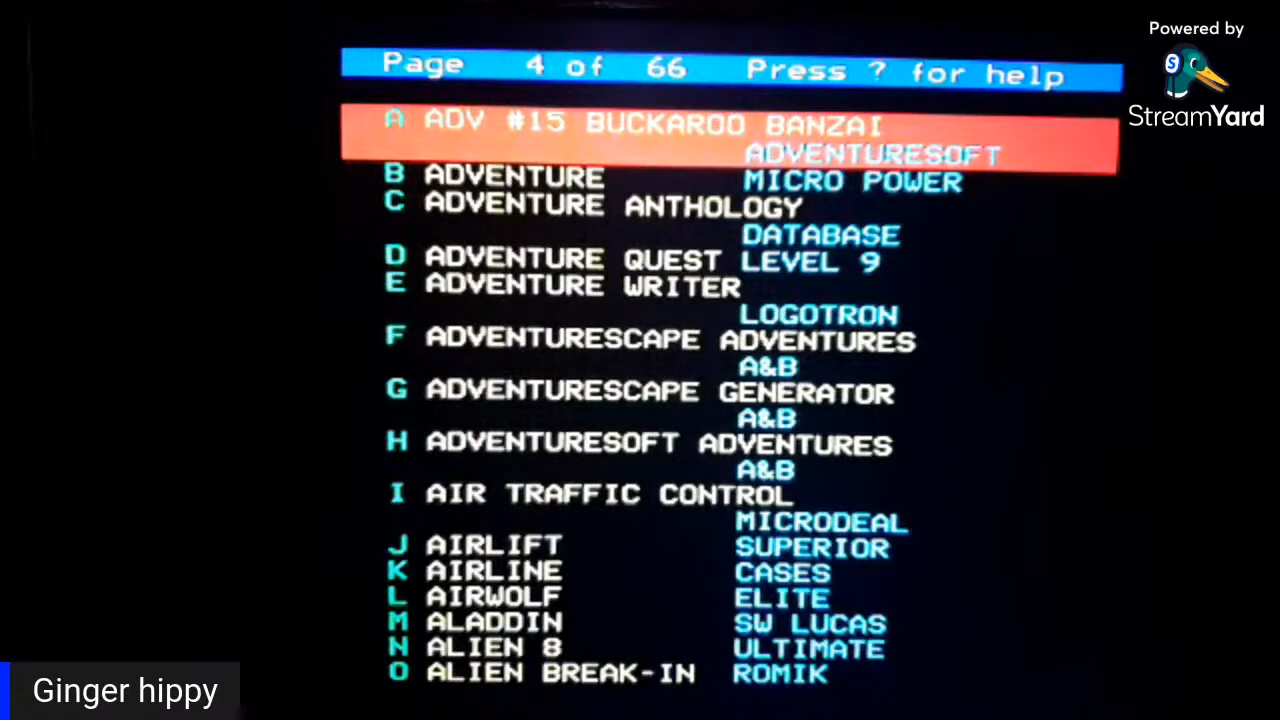 Powered by
StreamYard
Page 4 of 66 Press ? for help
A ADV #15 BUCKAROO BANZAI
ADVENTURESOFT
B ADVENTURE MICRO POWER
C ADVENTURE ANTHOLOGY
DATABASE
D ADVENTURE QUEST LEVEL 9
E ADVENTURE WRITER
LOGOTRON
F ADVENTURESCAPE ADVENTURES
A&B
G ADVENTURESCAPE GENERATOR
A&B
H ADVENTURESOFT ADVENTURES
A&B
I AIR TRAFFIC CONTROL
MICRODEAL
J AIRLIFT SUPERIOR
K AIRLINE CASES
L AIRWOLF ELITE
M ALADDIN SW LUCAS
N ALIEN 8 ULTIMATE
O ALIEN BREAK-IN ROMIK
Ginger hippy